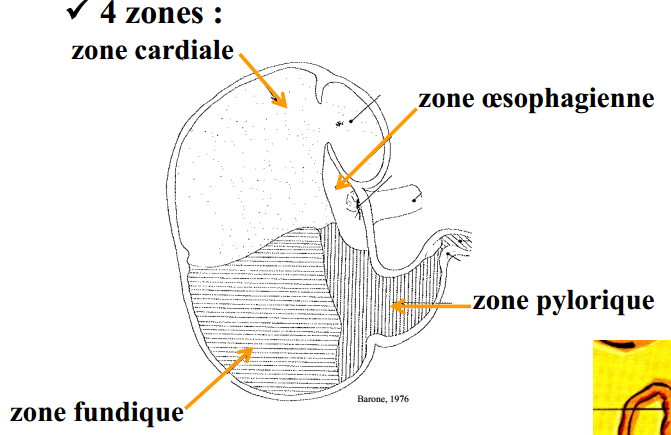 ✓ 4 zones :
zone cardiale
zone œsophagienne
zone pylorique
Barone, 1976
zone fundique